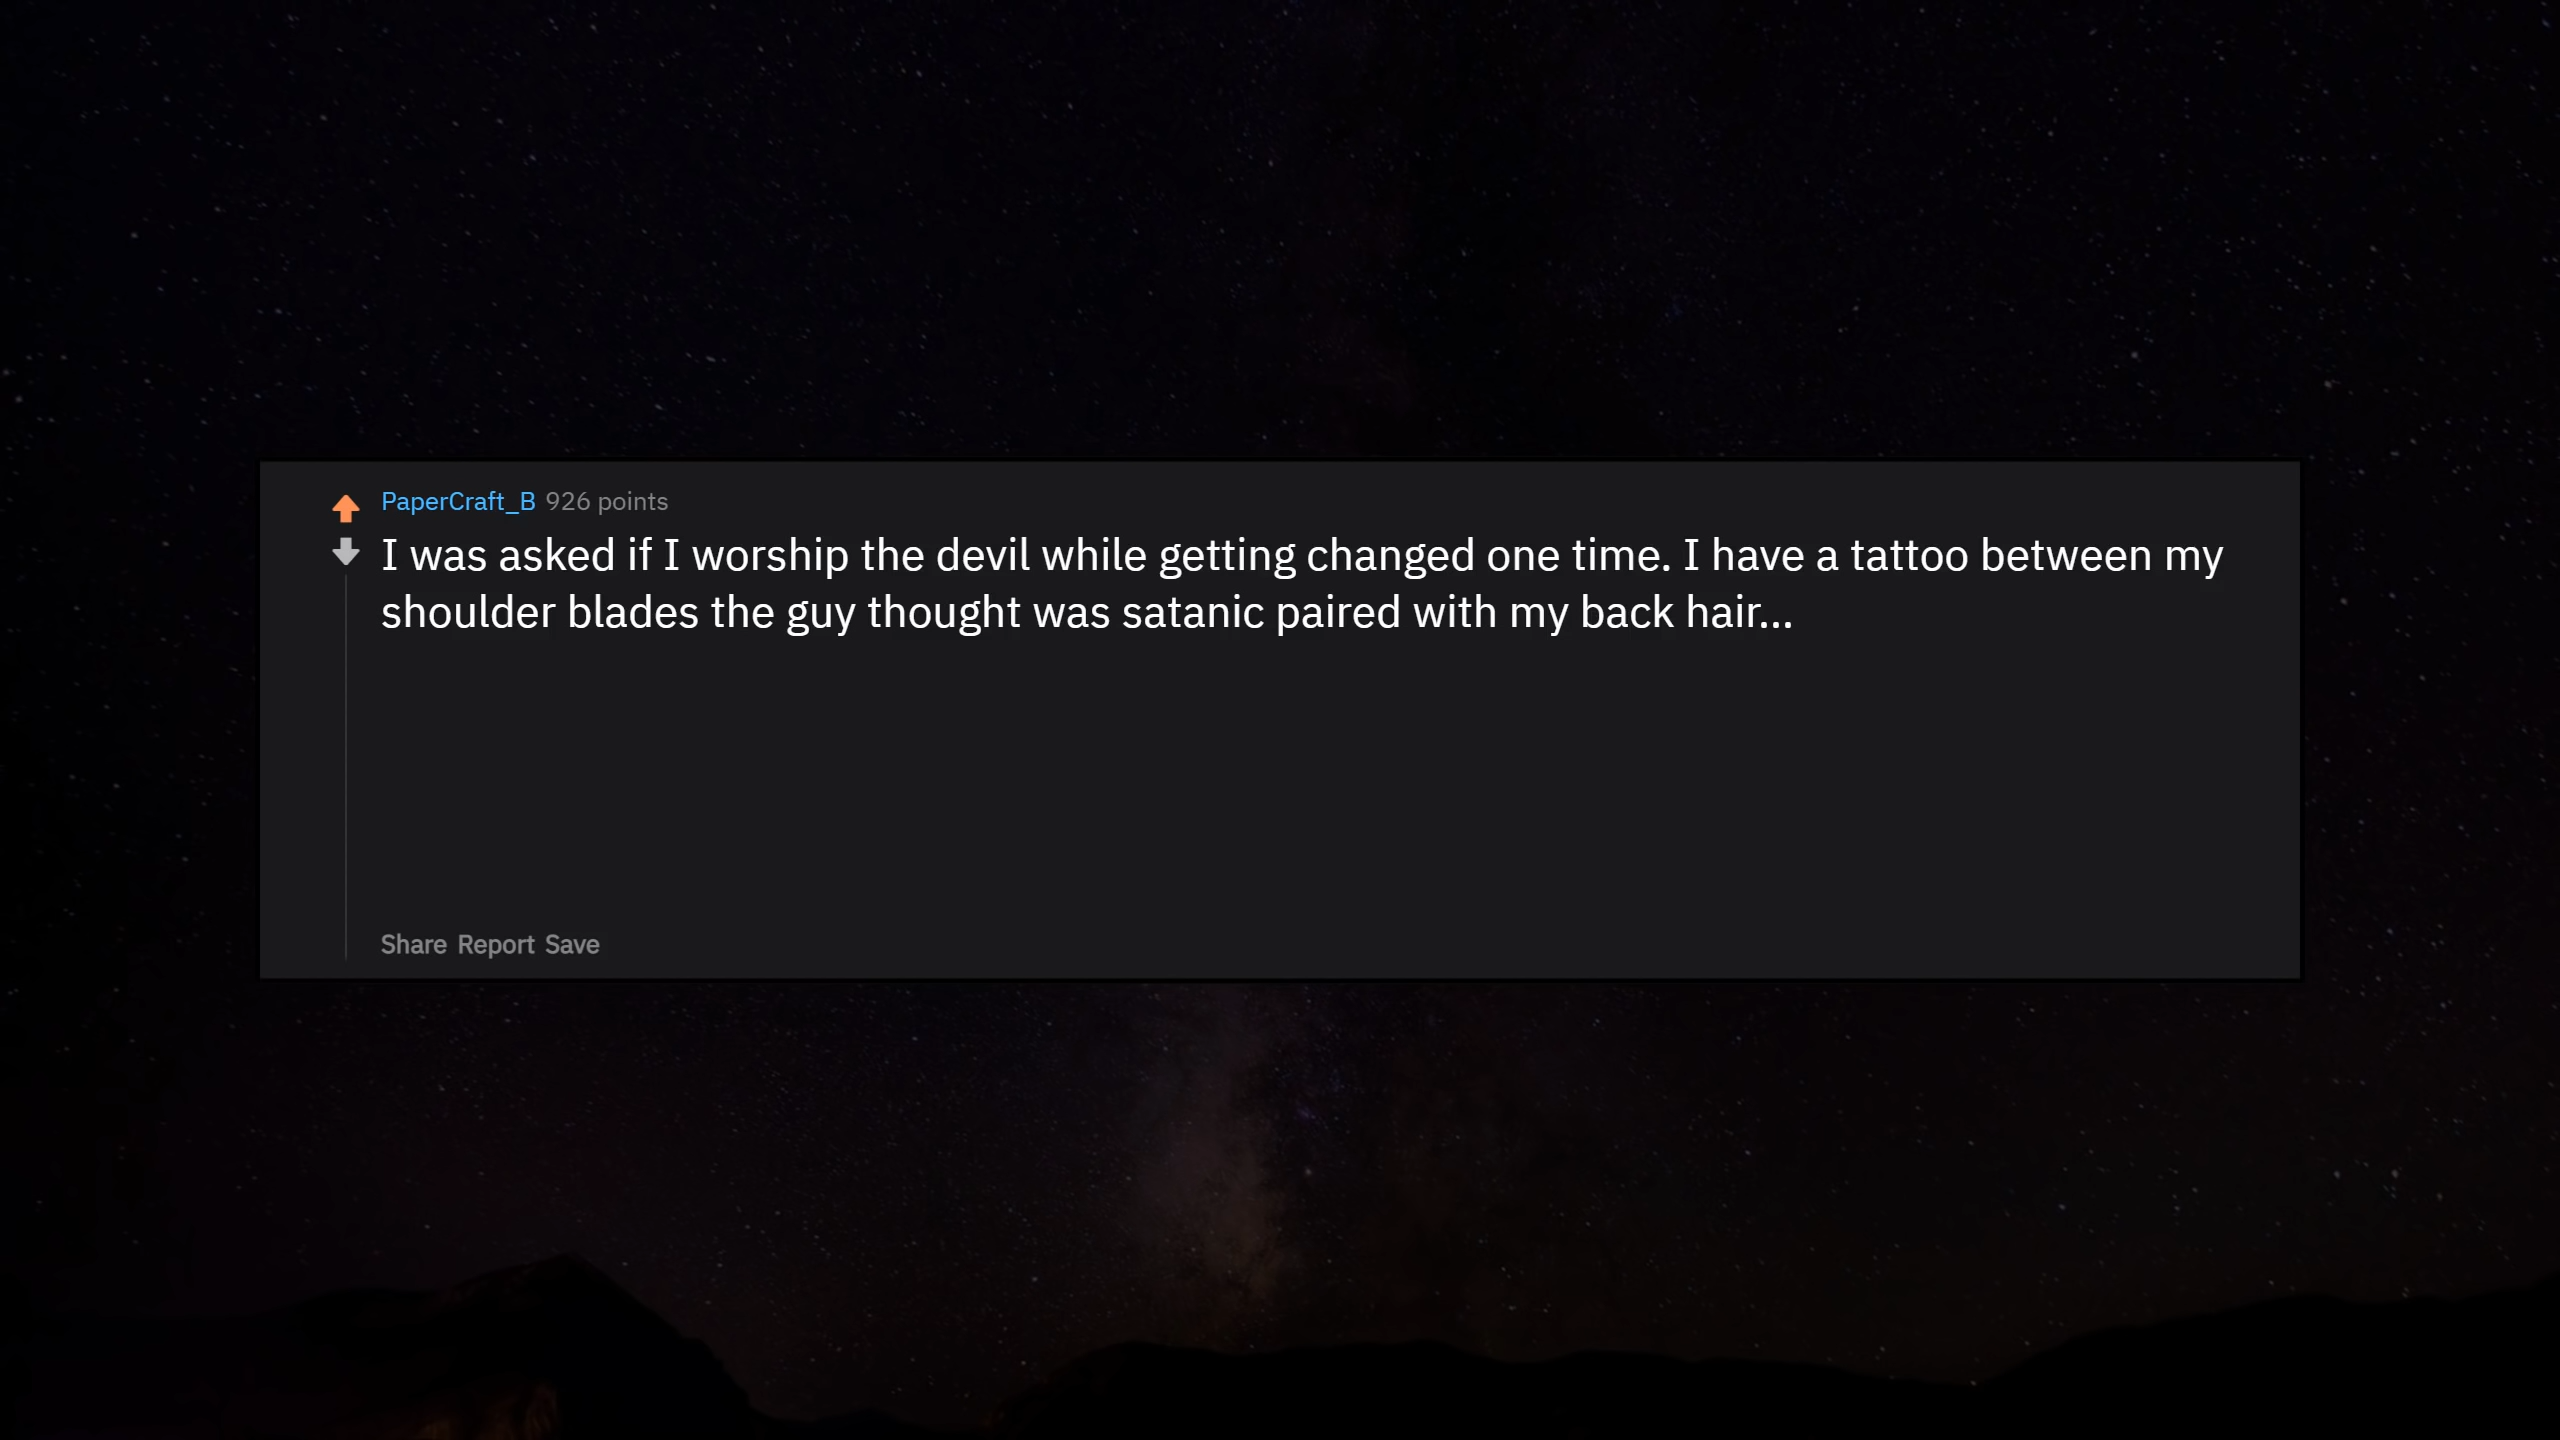 PaperCraft_B 926 points
I was asked if I worship the devil while getting changed one time. I have a tattoo between my
shoulder blades the guy thought was satanic paired with my back hair...
Share Report Save